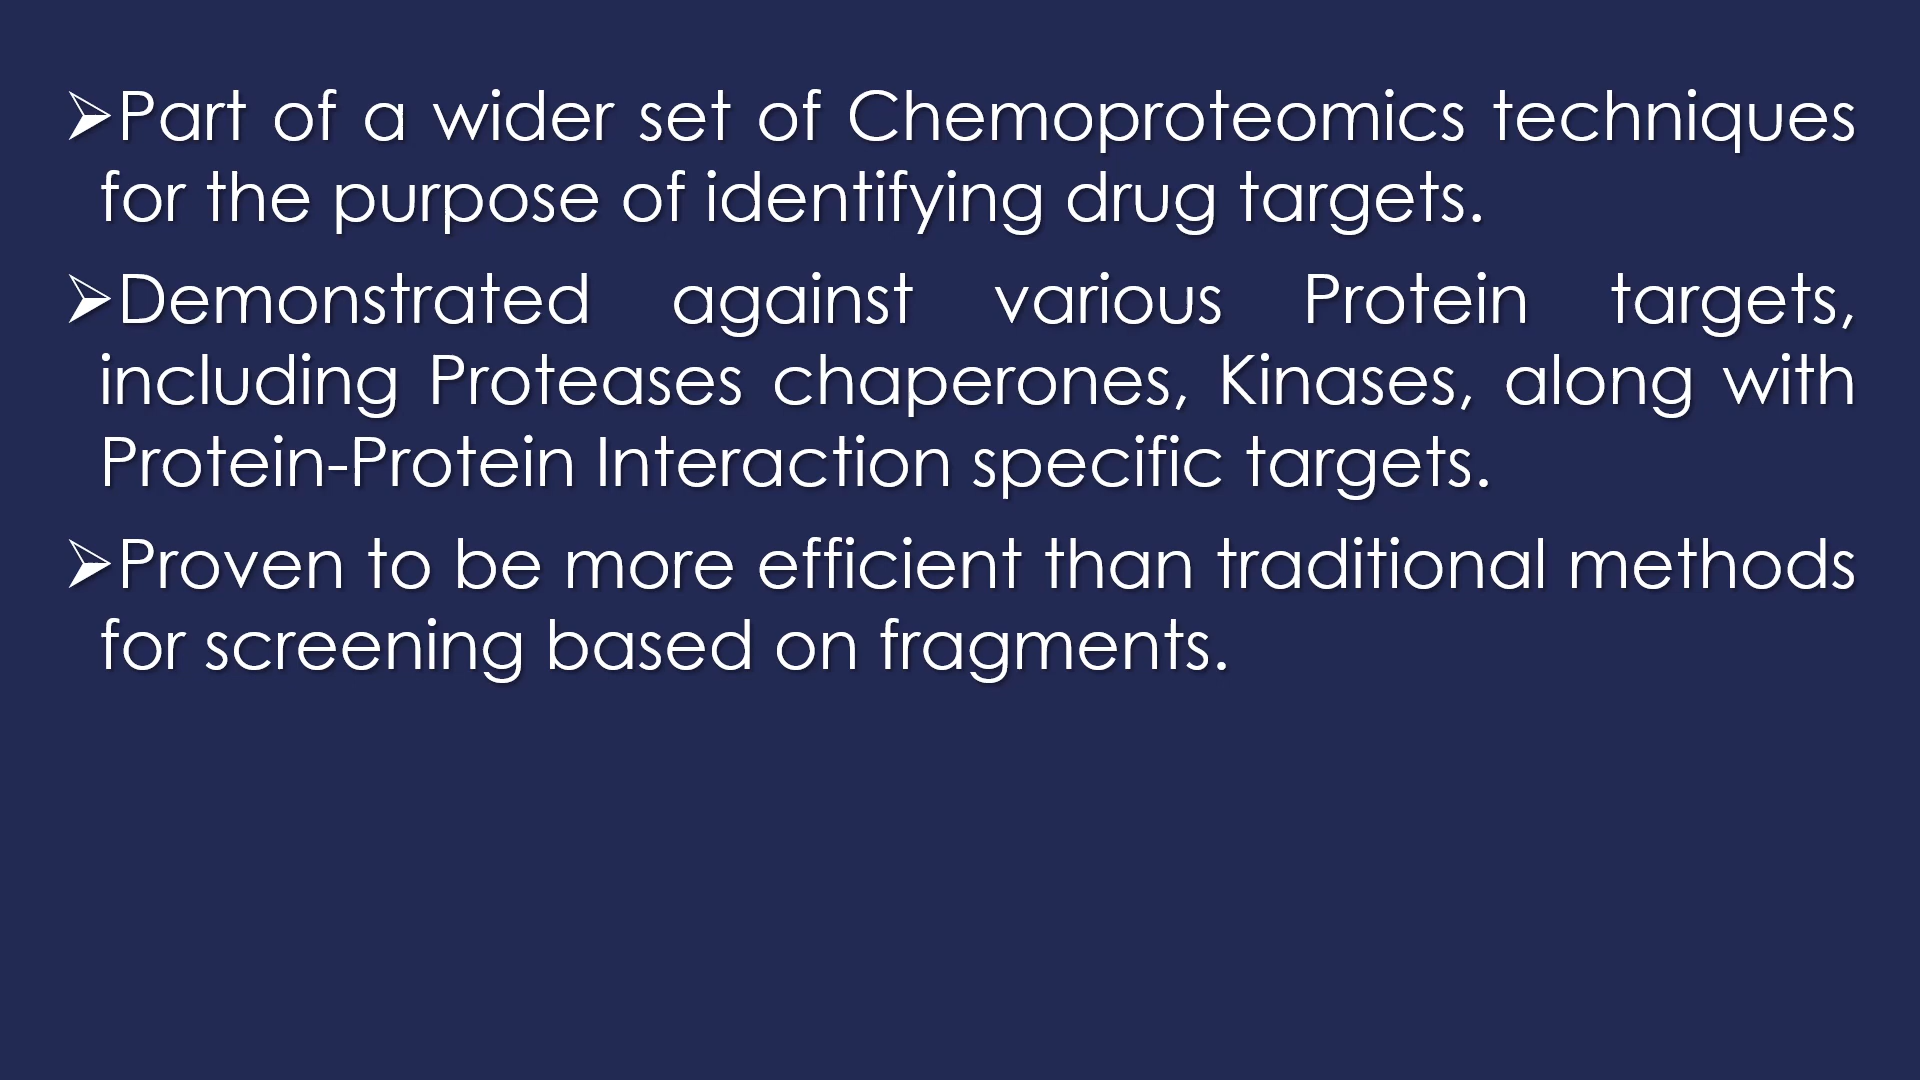 ➢Part of a wider set of Chemoproteomics techniques
for the purpose of identifying drug targets.
➢Demonstrated against various Protein targets,
including Proteases chaperones, Kinases, along with
Protein-Protein Interaction specific targets.
➢Proven to be more efficient than traditional methods
for screening based on fragments.